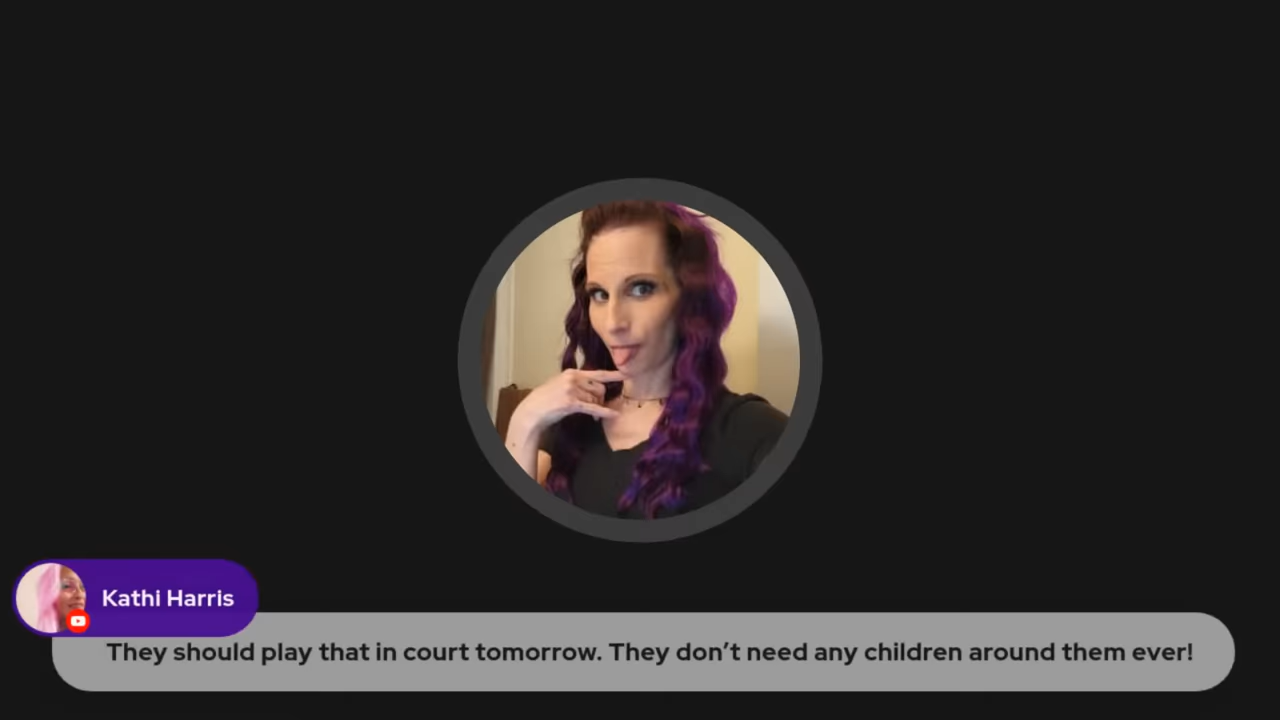 Kathi Harris
They should play that in court tomorrow. They don’t need any children around them ever!